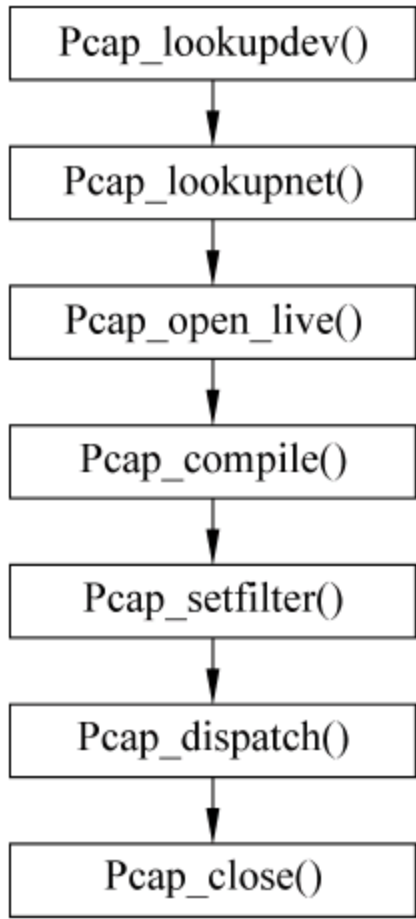 Pcap_lookupdev()
Pcap_lookupnet()
Pcap_open_live()
Pcap_compile()
Pcap_setfilter()
Pcap_dispatch()
Pcap_close()